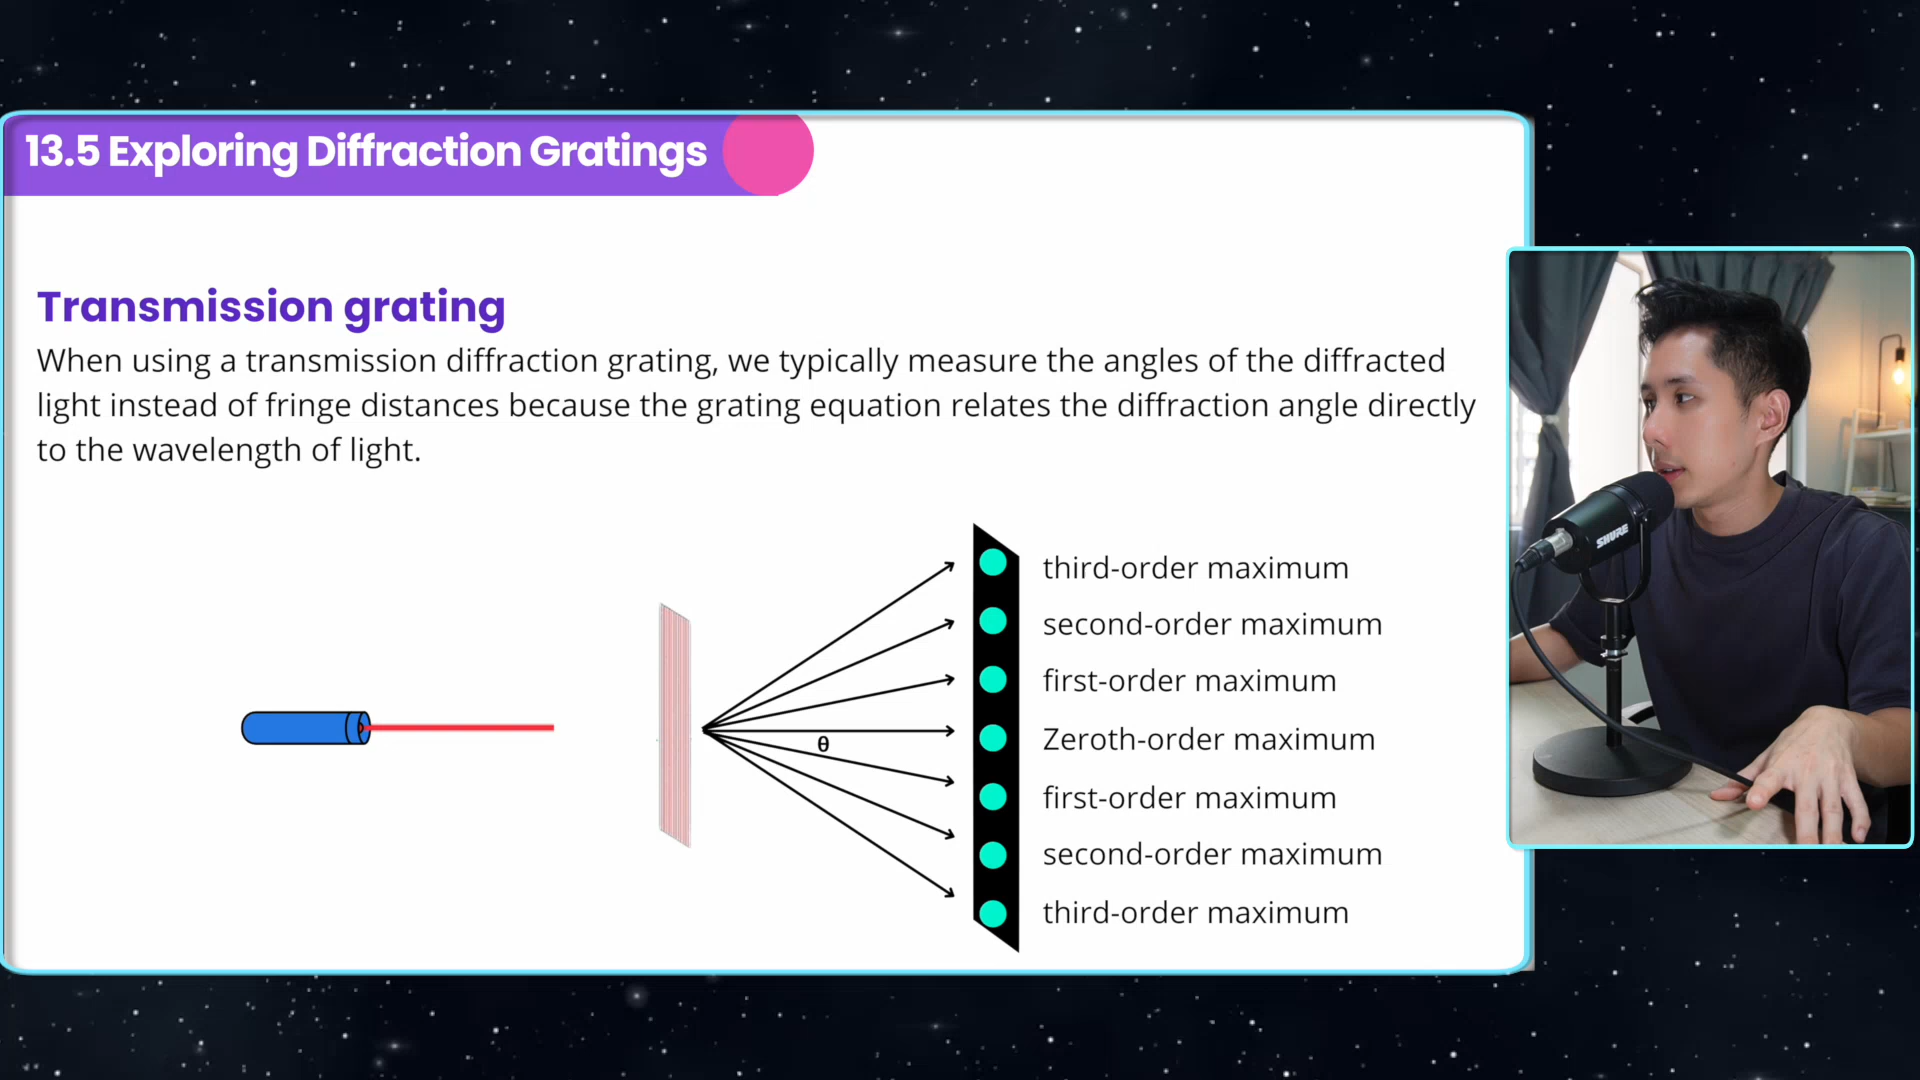 13.5 Exploring Diffraction Gratings
Transmission grating
When using a transmission diffraction grating, we typically measure the angles of the diffracted
light instead of fringe distances because the grating equation relates the diffraction angle directly
to the wavelength of light.
third-order maximum
second-order maximum
first-order maximum
Zeroth-order maximum
θ
first-order maximum
second-order maximum
third-order maximum
SHURE